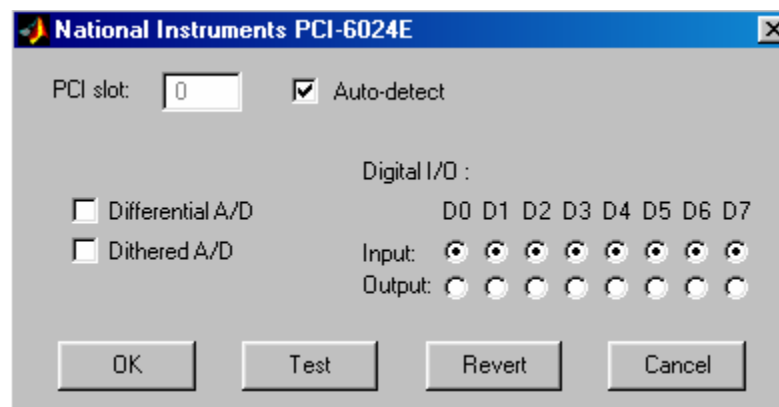 National Instruments PCI-6024E
PCI slot: 0 Auto-detect
Digital I/O :
Differential A/D D0 D1 D2 D3 D4 D5 D6 D7
Dithered A/D Input:
Output:
OK Test Revert Cancel